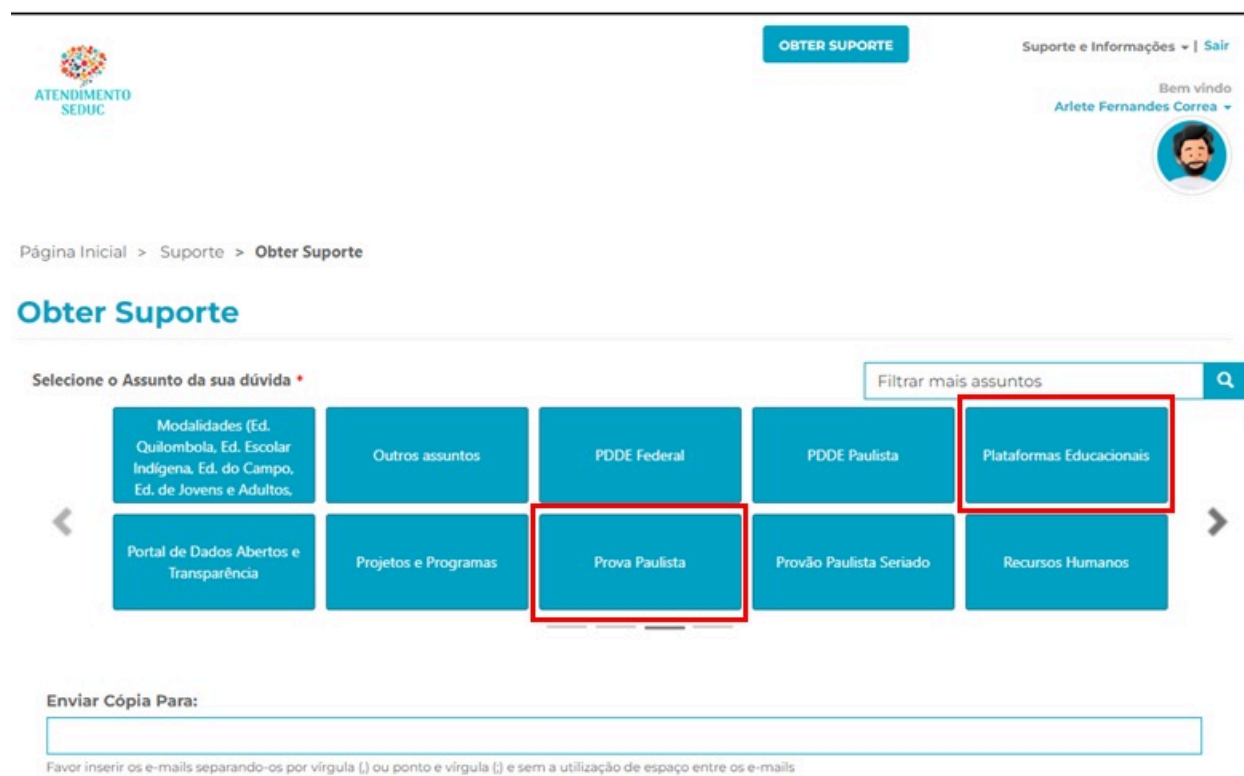 OBTER SUPORTE
Suporte e Informações | Sair
ATENDIMENTO
SEDUC
Bem vindo
Arlete Fernandes Correa
Página Inicial > Suporte > Obter Suporte
Obter Suporte
Selecione o Assunto da sua dúvida *
Filtrar mais assuntos
Modalidades (Ed.
Quilombola, Ed. Escolar
Indígena, Ed. do Campo,
Ed. de Jovens e Adultos,
Outros assuntos
PDDE Federal
PDDE Paulista
Plataformas Educacionais
Portal de Dados Abertos e
Transparência
Projetos e Programas
Prova Paulista
Provão Paulista Seriado
Recursos Humanos
Enviar Cópia Para:
Favor inserir os e-mails separando-os por vírgula (,) ou ponto e vírgula (;) e sem a utilização de espaço entre os e-mails